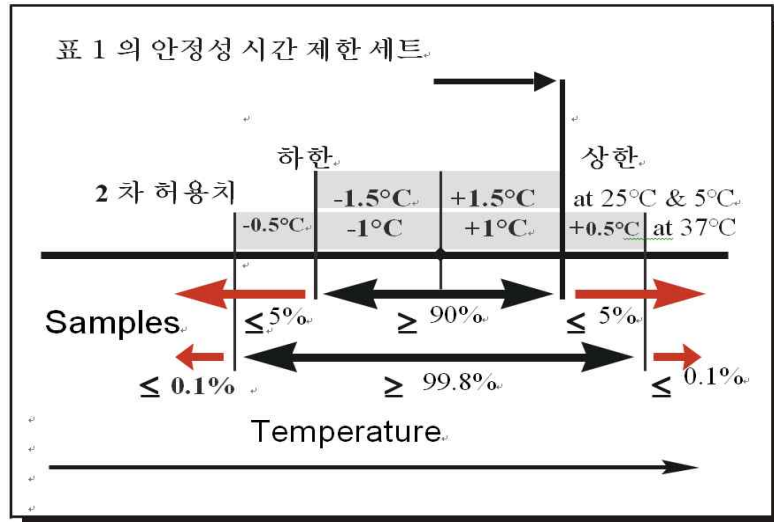 표 1 의 안정성 시간 제한 세트
하한 상한
2 차 허용치 -1.5°C +1.5°C at 25°C & 5°C
-0.5°C -1°C +1°C +0.5°C at 37°C
Samples ≤ 5% ≥ 90% ≤ 5%
≤ 0.1% ≥ 99.8% ≤ 0.1%
Temperature